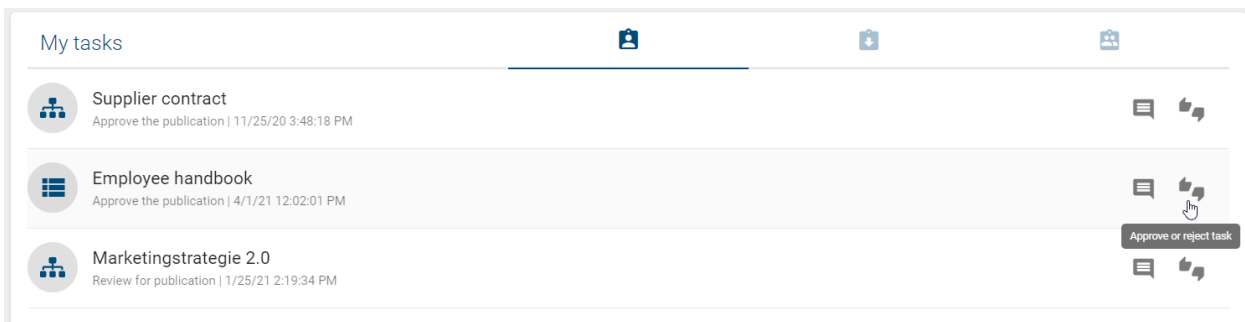 My tasks
Supplier contract
Approve the publication | 11/25/20 3:48:18 PM
Employee handbook
Approve the publication | 4/1/21 12:02:01 PM
Approve or reject task
Marketingstrategie 2.0
Review for publication | 1/25/21 2:19:34 PM